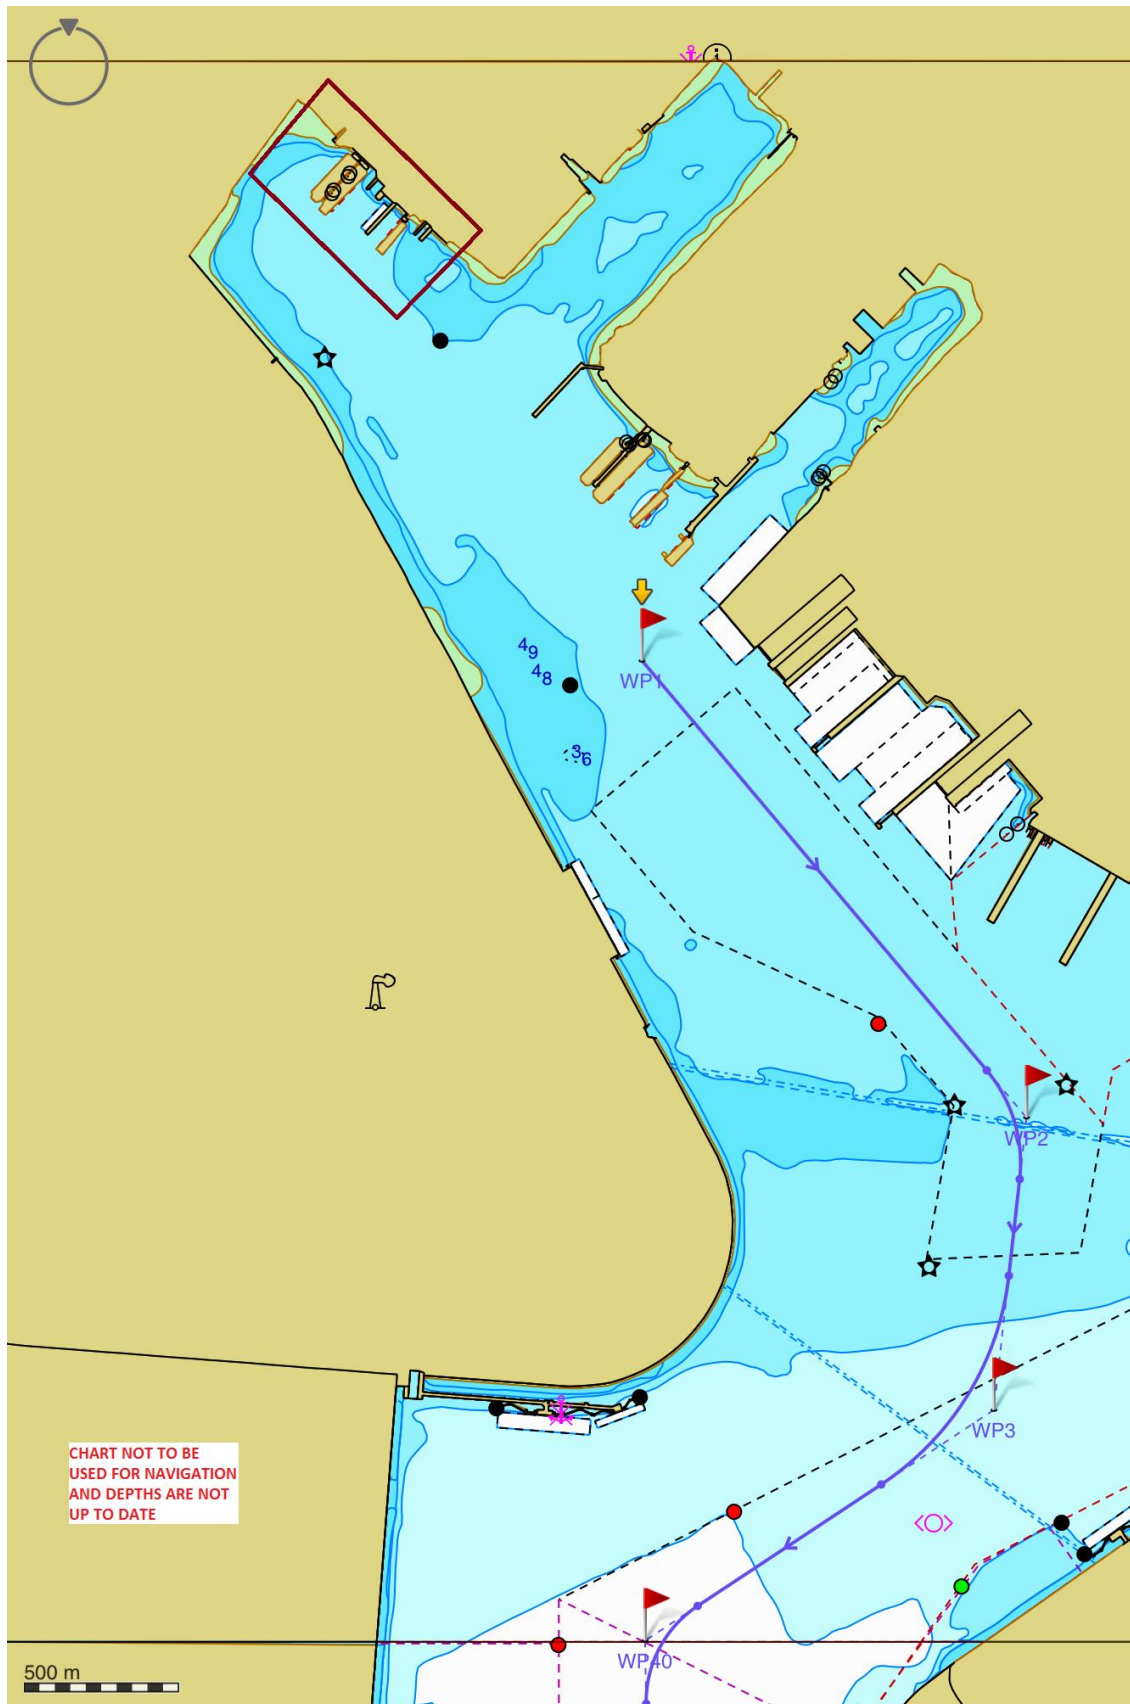 i
4₉
4₈
WP1
3₆
WP2
WP3
CHART NOT TO BE
USED FOR NAVIGATION
AND DEPTHS ARE NOT
UP TO DATE
WP40
500 m